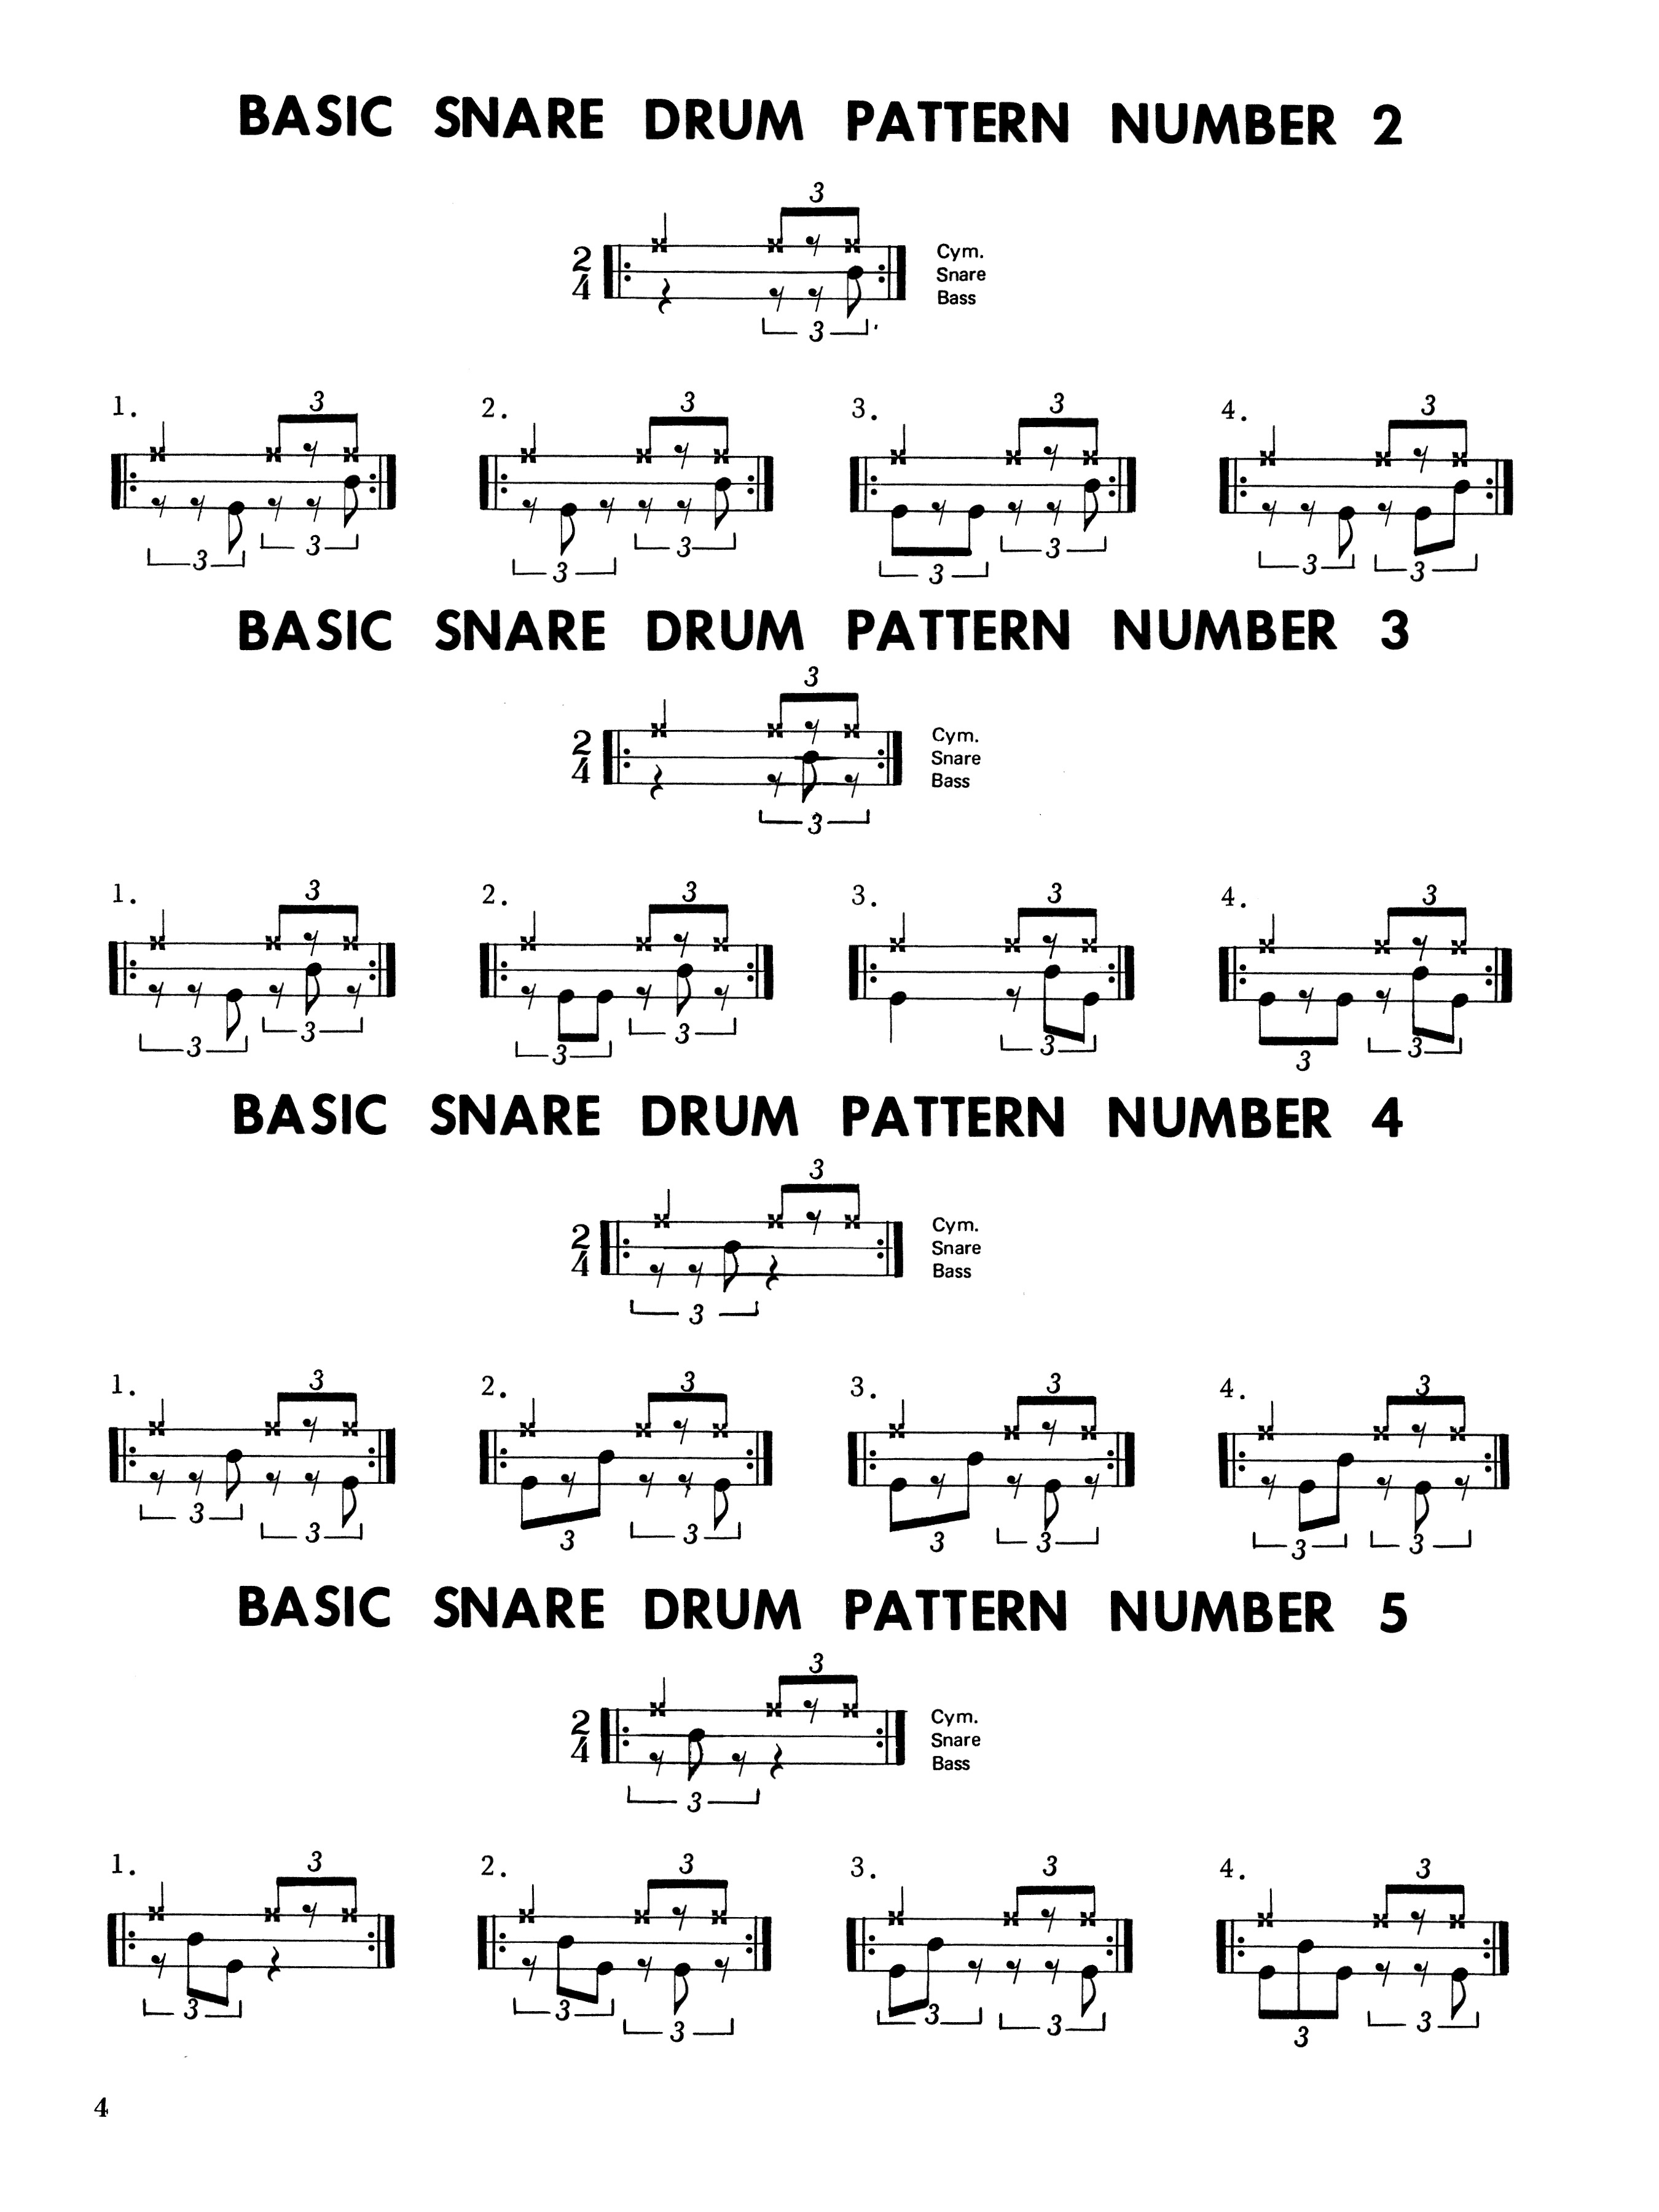 BASIC SNARE DRUM PATTERN NUMBER 2
3
2
4
Cym.
Snare
Bass
3
1. 2. 3. 4.
3 3 3 3
3 3 3 3 3 3 3 3
BASIC SNARE DRUM PATTERN NUMBER 3
3
2
4
Cym.
Snare
Bass
3
1. 2. 3. 4.
3 3 3 3
3 3 3 3 3 3 3
BASIC SNARE DRUM PATTERN NUMBER 4
3
2
4
Cym.
Snare
Bass
3
1. 2. 3. 4.
3 3 3 3
3 3 3 3 3 3 3 3
BASIC SNARE DRUM PATTERN NUMBER 5
3
2
4
Cym.
Snare
Bass
3
1. 2. 3. 4.
3 3 3 3
3 3 3 3 3 3 3
4